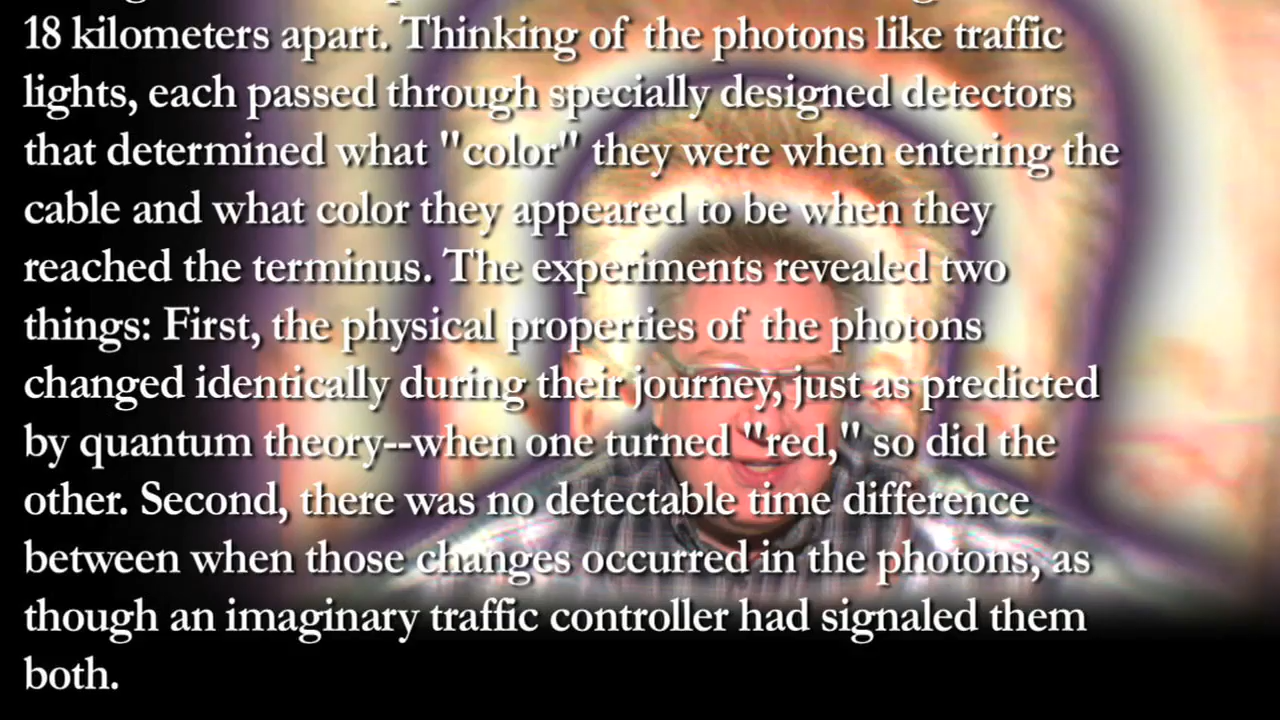 18 kilometers apart. Thinking of the photons like traffic
lights, each passed through specially designed detectors
that determined what "color" they were when entering the
cable and what color they appeared to be when they
reached the terminus. The experiments revealed two
things: First, the physical properties of the photons
changed identically during their journey, just as predicted
by quantum theory--when one turned "red," so did the
other. Second, there was no detectable time difference
between when those changes occurred in the photons, as
though an imaginary traffic controller had signaled them
both.